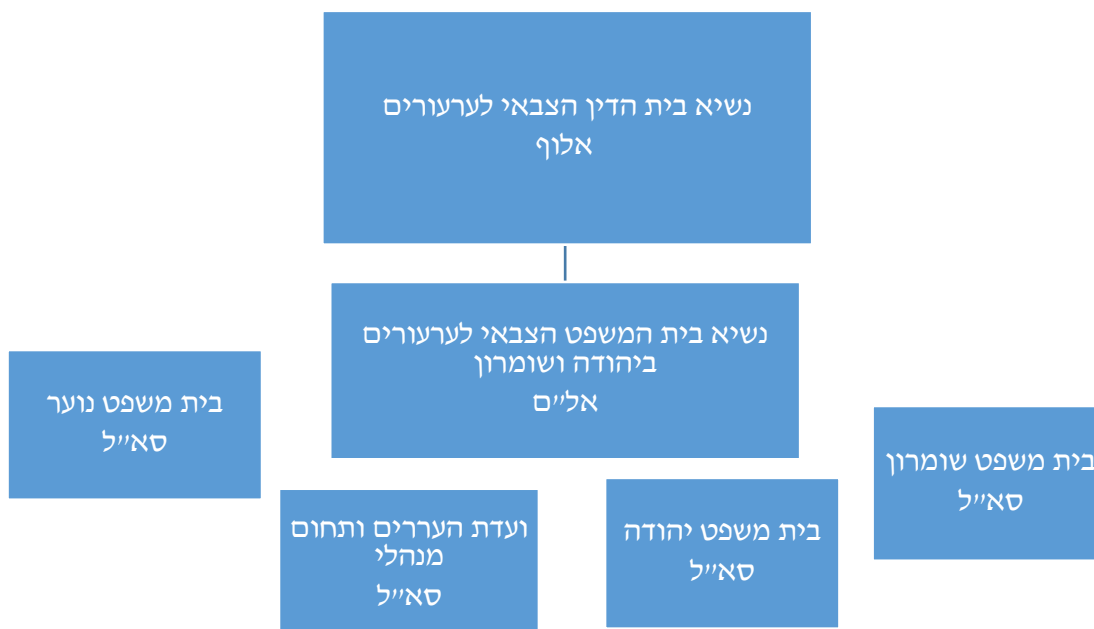 נשיא בית הדין הצבאי לערעורים
אלוף
נשיא בית המשפט הצבאי לערעורים
ביהודה ושומרון
אל״ם
בית משפט שומרון
סא״ל
בית משפט יהודה
סא״ל
ועדת העררים ותחום
מנהלי
סא״ל
בית משפט נוער
סא״ל